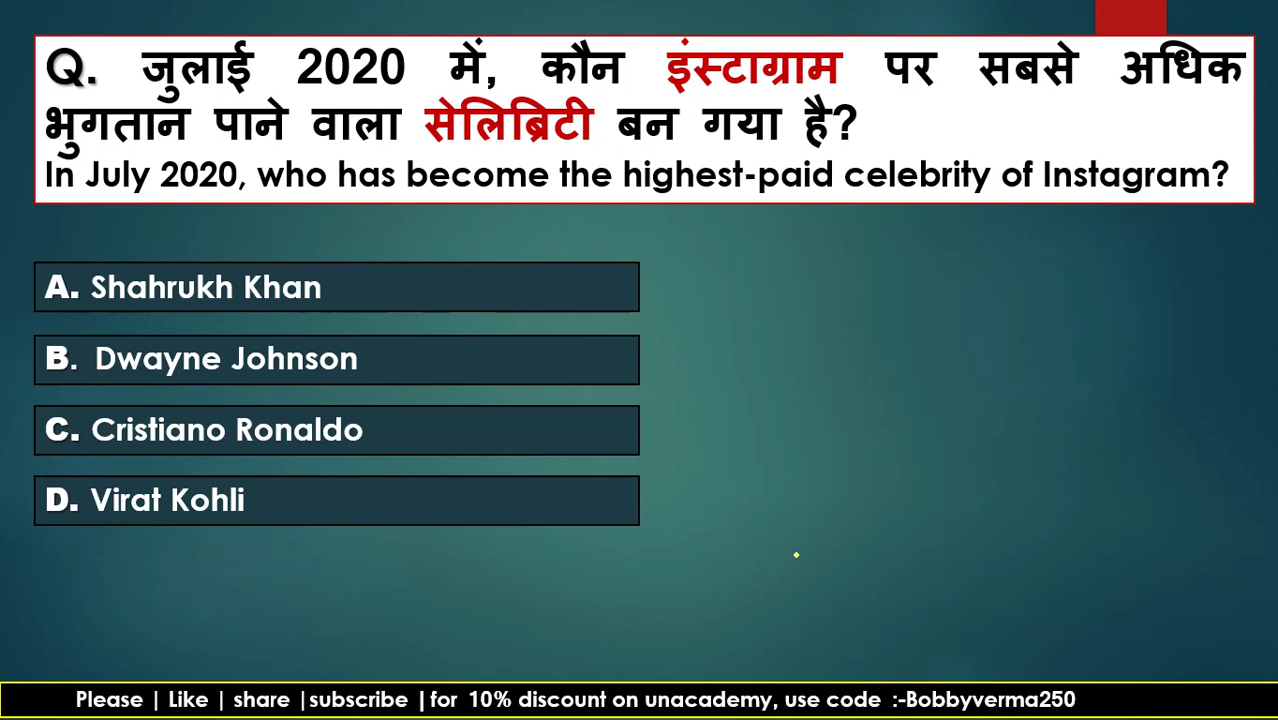 Q. जुलाई 2020 में, कौन इंस्टाग्राम पर सबसे अधिक
भुगतान पाने वाला सेलिब्रिटी बन गया है?
In July 2020, who has become the highest-paid celebrity of Instagram?
A. Shahrukh Khan
B. Dwayne Johnson
C. Cristiano Ronaldo
D. Virat Kohli
Please | Like | share |subscribe | for 10% discount on unacademy, use code :-Bobbyverma250